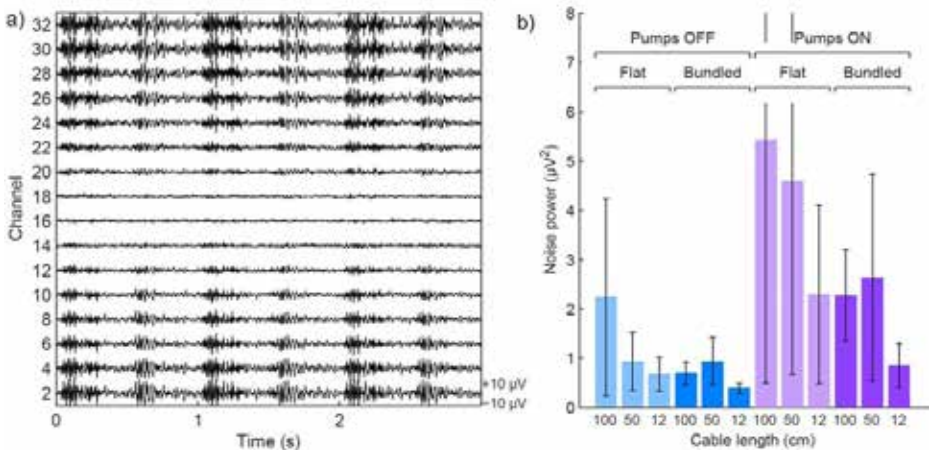 a)
Channel
32
30
28
26
24
22
20
18
16
14
12
10
8
6
4
2
+10 µV
−10 µV
0 1 2
Time (s)
b)
Noiise power (µV²)
8
7
6
5
4
3
2
1
0
Pumps OFF Pumps ON
Flat Bundled Flat Bundled
100 50 12 100 50 12 100 50 12 100 50 12
Cable length (cm)